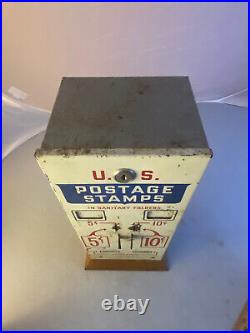 U. S.
POSTAGE
STAMPS
IN SANITARY FOLDERS
5¢ 10¢
5¢ 10¢